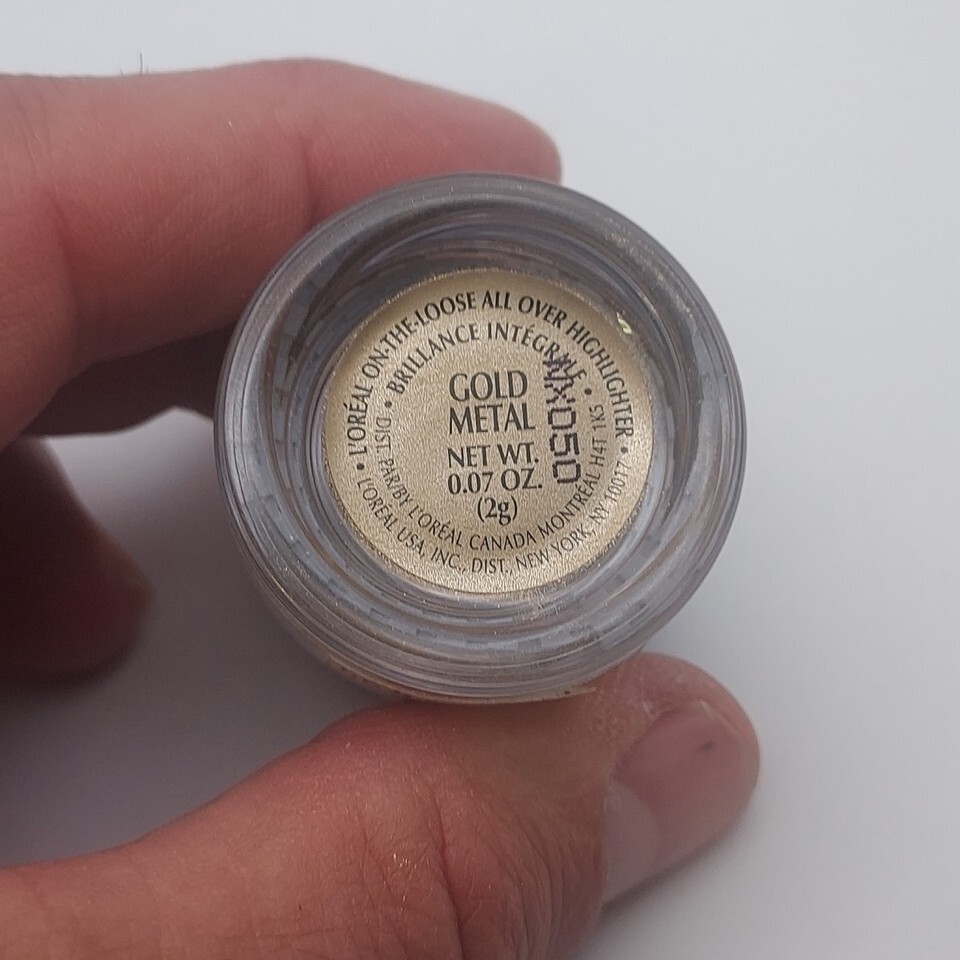 • L'ORÉAL ON-THE-LOOSE ALL OVER HIGHLIGHTER •
• BRILLANCE INTÉGRALE •
GOLD
METAL
NET WT.
0.07 OZ.
(2g)
DIST. PAR/BY L'ORÉAL CANADA MONTRÉAL H4T 1K5
L'ORÉAL USA, INC., DIST., NEW YORK, NY 10017